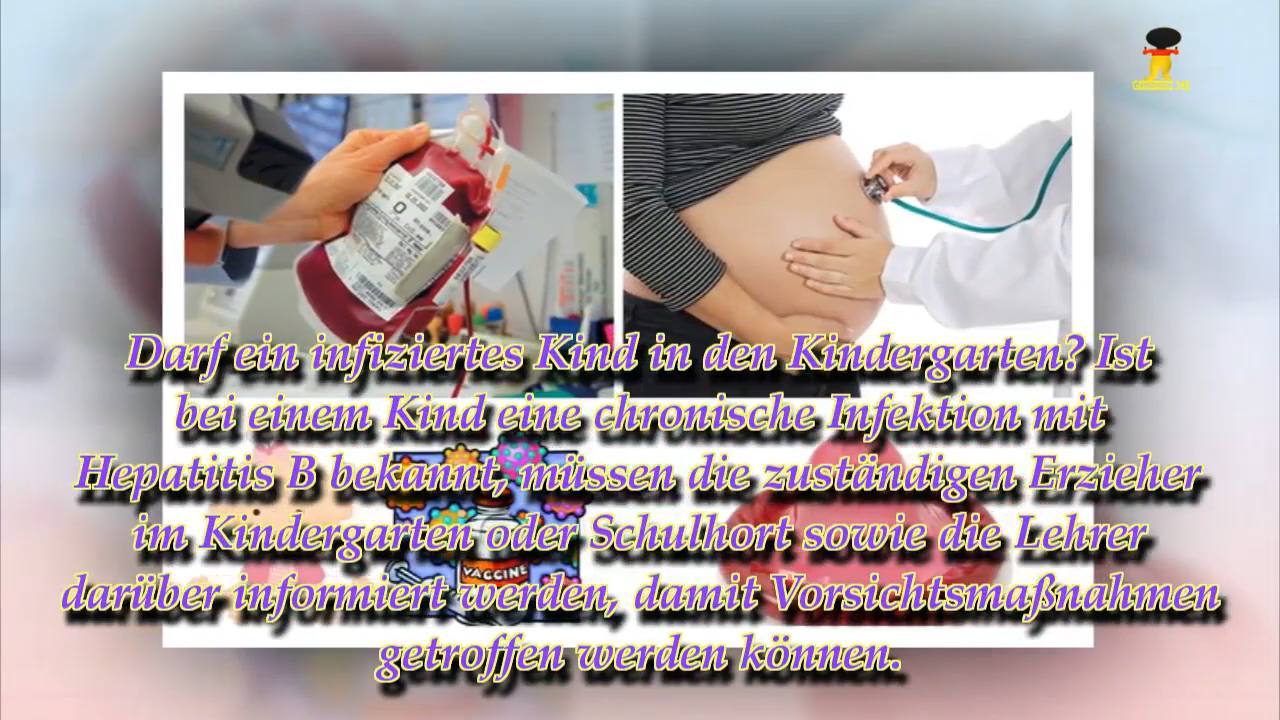 O
Darf ein infiziertes Kind in den Kindergarten? Ist
bei einem Kind eine chronische Infektion mit
Hepatitis B bekannt, müssen die zuständigen Erzieher
im Kindergarten oder Schulhort sowie die Lehrer
VACCINE
darüber informiert werden, damit Vorsichtsmaßnahmen
getroffen werden können.